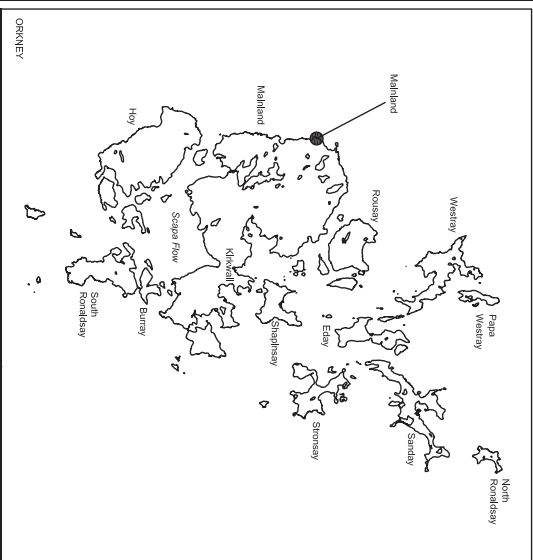 ORKNEY
Mainland
Mainland
Hoy
Westray
Papa
Westray
Rousay
Scapa Flow
Kirkwall
North
Ronaldsay
Sanday
Eday
Shapinsay
Stronsay
Burray
South
Ronaldsay